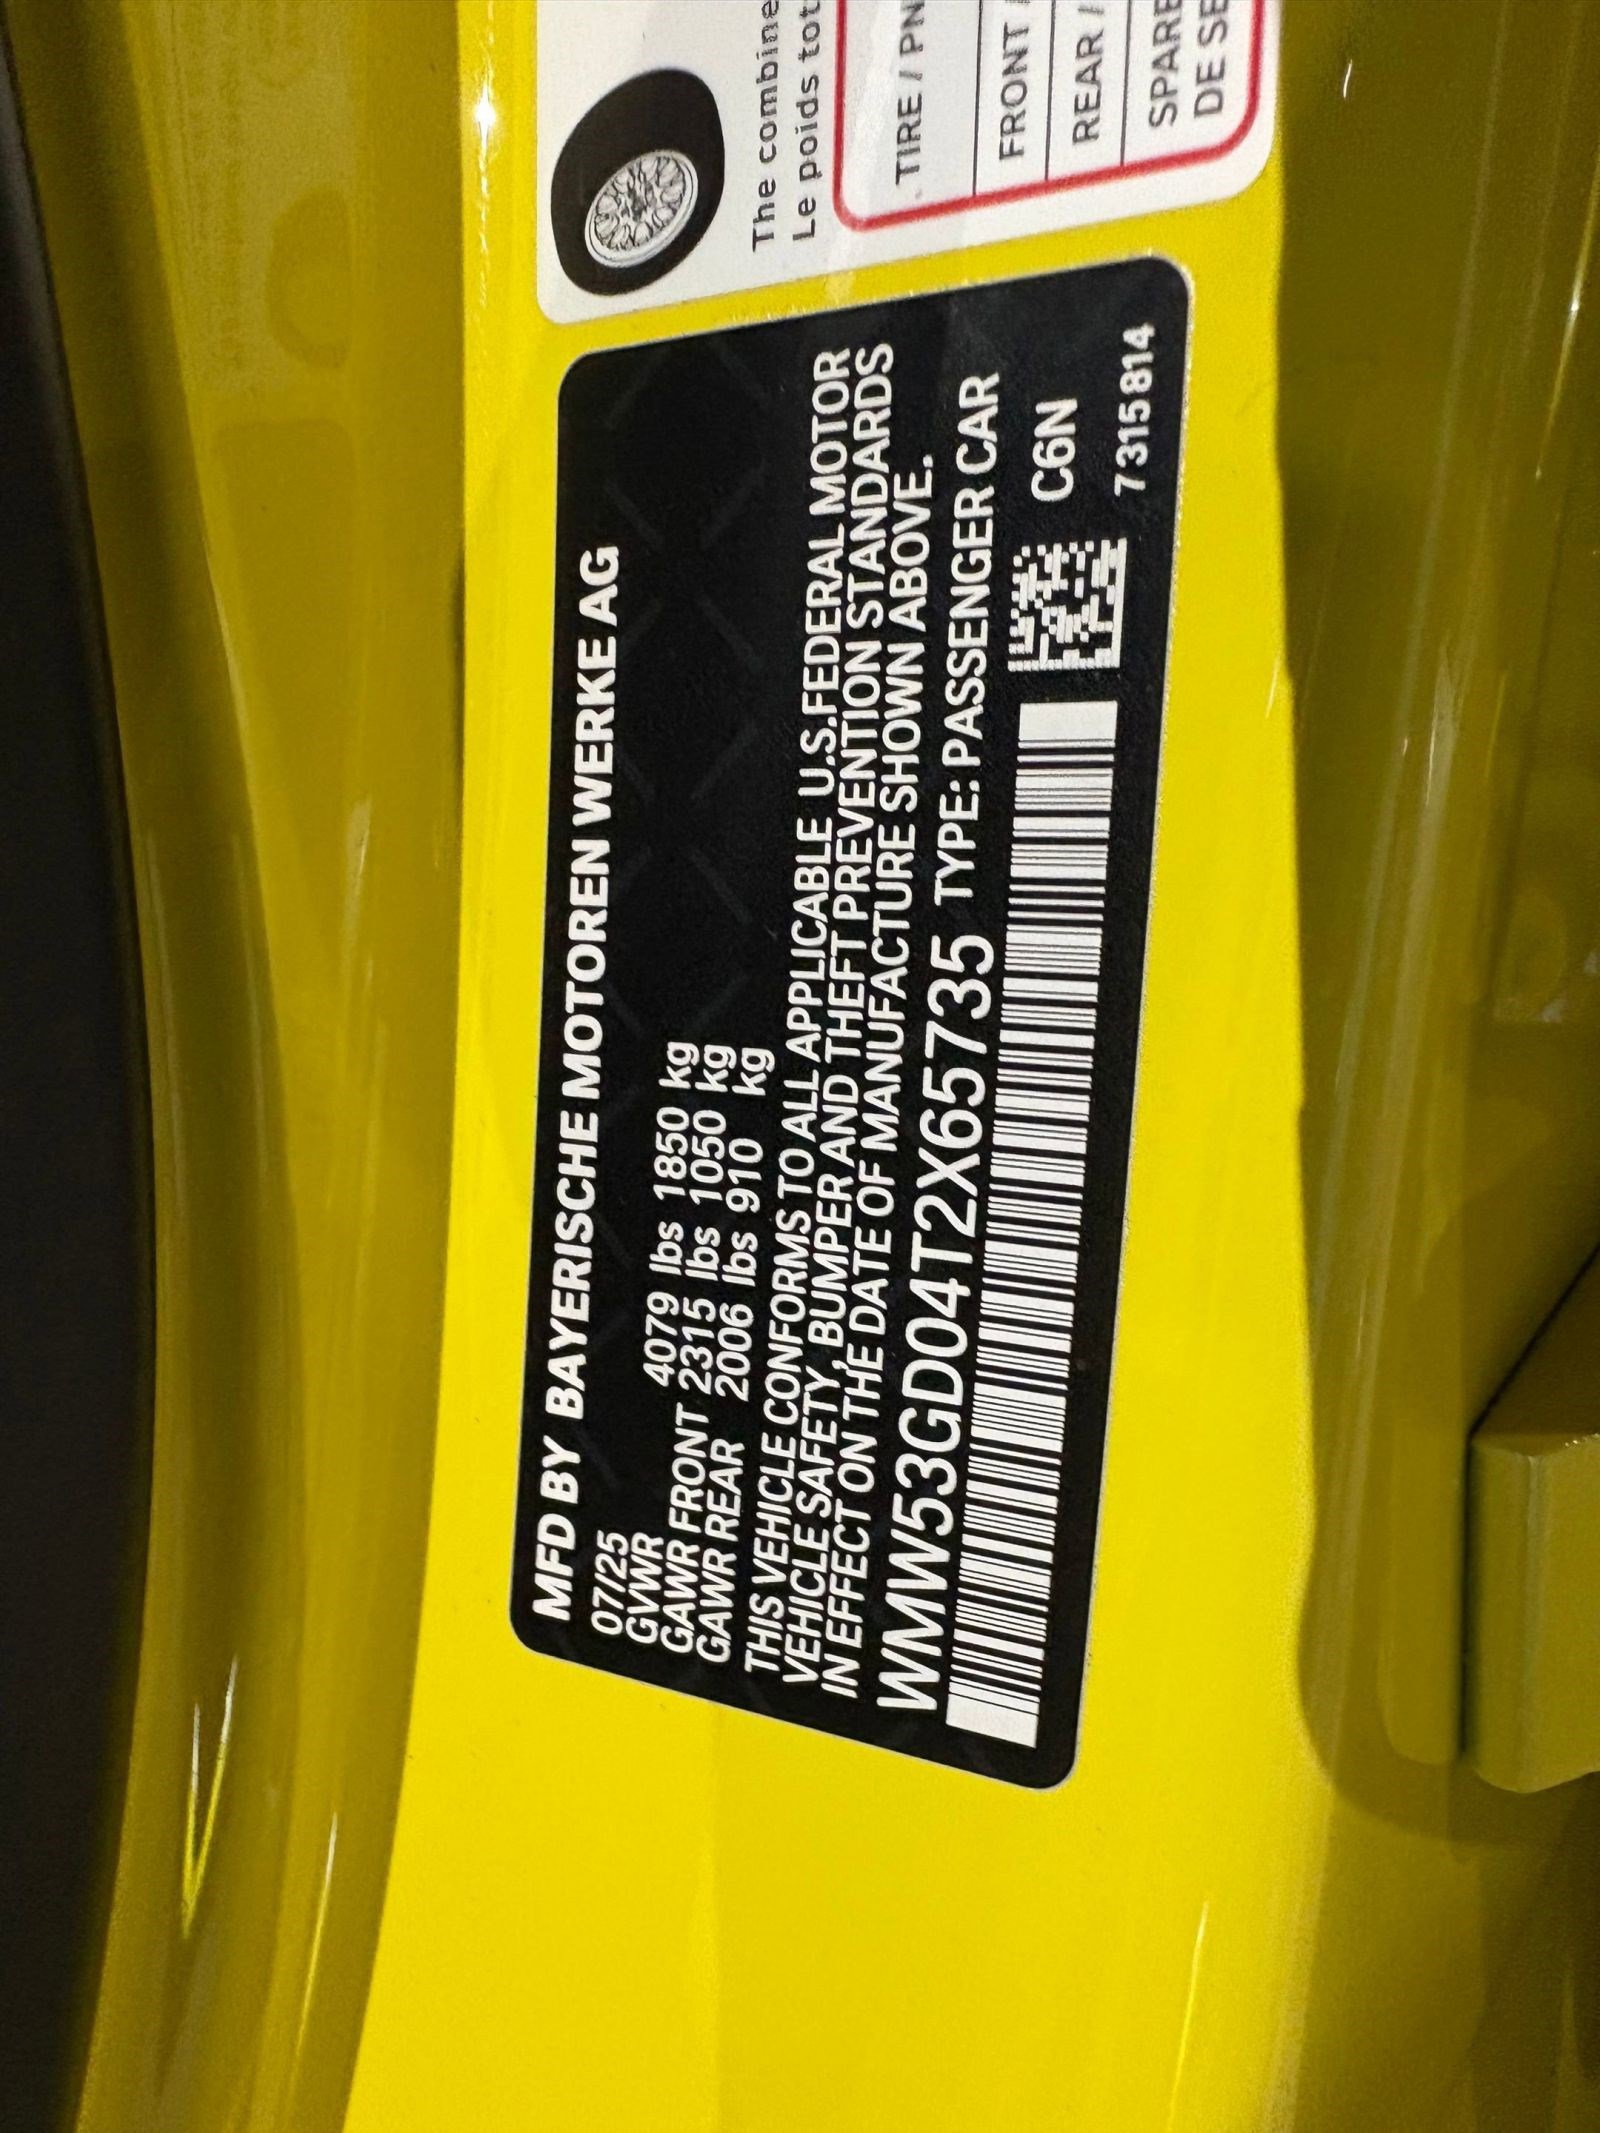 MFD BY BAYERISCHE MOTOREN WERKE AG
07/25
GVWR 4079 lbs 1850 kg
GAWR FRONT 2315 lbs 1050 kg
GAWR REAR 2006 lbs 910 kg
THIS VEHICLE CONFORMS TO ALL APPLICABLE U.S.FEDERAL MOTOR
VEHICLE SAFETY, BUMPER AND THEFT PREVENTION STANDARDS
IN EFFECT ON THE DATE OF MANUFACTURE SHOWN ABOVE.
WMW53GD04T2X65735 TYPE: PASSENGER CAR
C6N
7315814
The combine
Le poids tot
TIRE / PN
FRONT /
REAR /
SPARE
DE SE